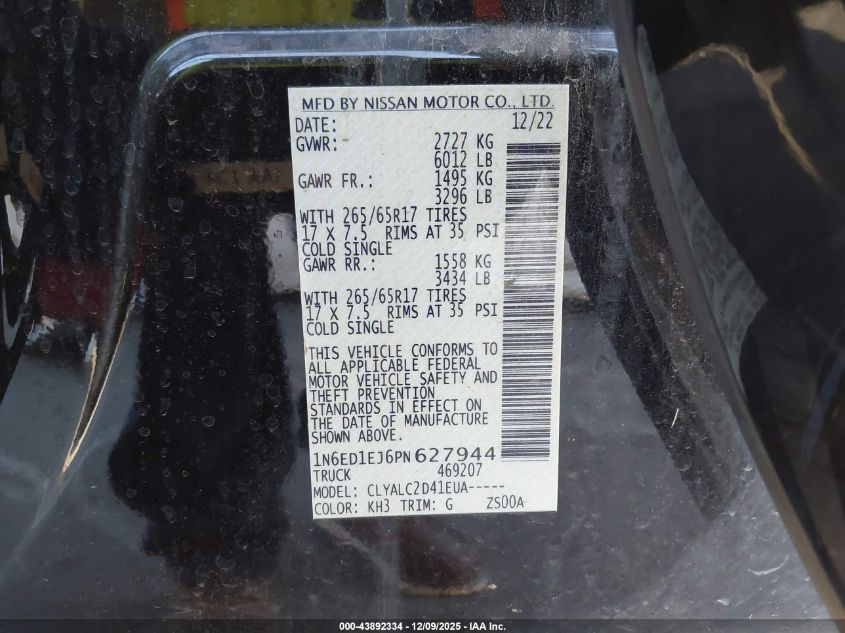 MFD BY NISSAN MOTOR CO., LTD.
DATE: 12/22
GVWR:- 2727 KG
6012 LB
GAWR FR.: 1495 KG
3296 LB
WITH 265/65R17 TIRES
17 X 7.5 RIMS AT 35 PSI
COLD SINGLE
GAWR RR.: 1558 KG
3434 LB
WITH 265/65R17 TIRES
17 X 7.5 RIMS AT 35 PSI
COLD SINGLE
THIS VEHICLE CONFORMS TO
ALL APPLICABLE FEDERAL
MOTOR VEHICLE SAFETY AND
THEFT PREVENTION
STANDARDS IN EFFECT ON
THE DATE OF MANUFACTURE
SHOWN ABOVE.
1N6ED1EJ6PN 627944
TRUCK 469207
MODEL: CLYALC2D41EUA-----
COLOR: KH3 TRIM: G ZS00A
000-43892334 - 12/09/2025 - IAA Inc.